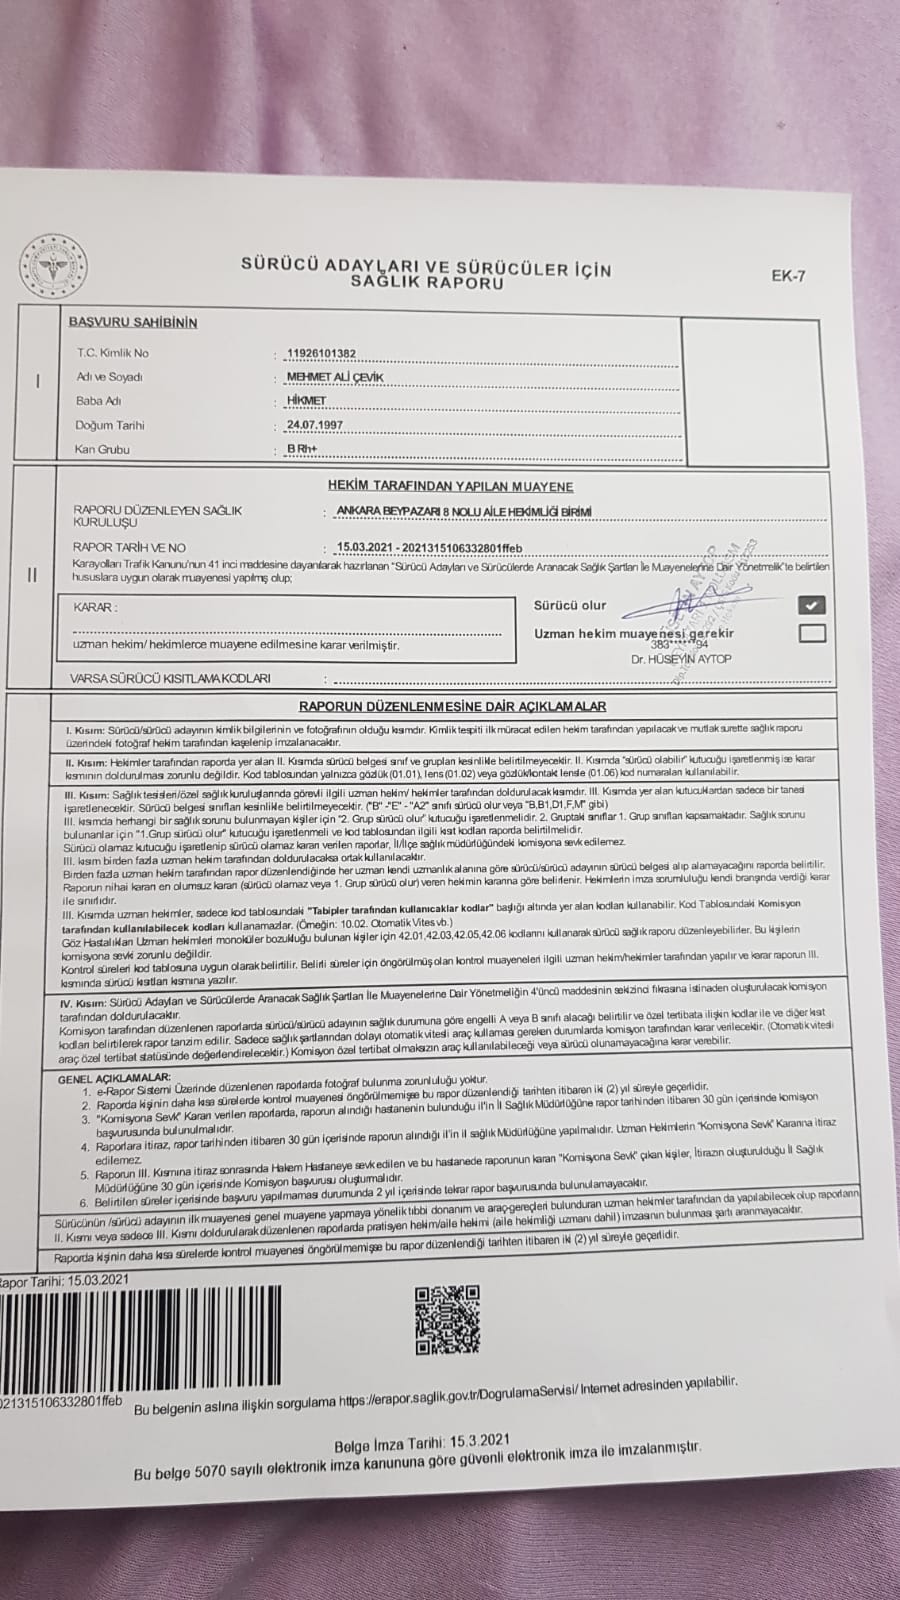 SÜRÜCÜ ADAYLARI VE SÜRÜCÜLER İÇİN
SAĞLIK RAPORU
EK-7
I
BAŞVURU SAHİBİNİN
T.C. Kimlik No : 11926101382
Adı ve Soyadı : MEHMET ALİ ÇEVİK
Baba Adı : HİKMET
Doğum Tarihi : 24.07.1997
Kan Grubu : B Rh+
II
HEKİM TARAFINDAN YAPILAN MUAYENE
RAPORU DÜZENLEYEN SAĞLIK
KURULUŞU : ANKARA BEYPAZARI 8 NOLU AİLE HEKİMLİĞİ BİRİMİ
RAPOR TARİH VE NO : 15.03.2021 - 2021315106332801ffeb
Karayolları Trafik Kanunu'nun 41 inci maddesine dayanılarak hazırlanan "Sürücü Adayları ve Sürücülerde Aranacak Sağlık Şartları İle Muayenelerine Dair Yönetmelik'te belirtilen
hususlara uygun olarak muayenesi yapılmış olup;
KARAR :
uzman hekim/ hekimlerce muayene edilmesine karar verilmiştir.
Sürücü olur
Uzman hekim muayenesi gerekir
383******94
Dr. HÜSEYİN AYTOP
VARSA SÜRÜCÜ KISITLAMA KODLARI :
RAPORUN DÜZENLENMESİNE DAİR AÇIKLAMALAR
I. Kısım: Sürücü/sürücü adayının kimlik bilgilerinin ve fotoğrafının olduğu kısımdır. Kimlik tespiti ilk müracat edilen hekim tarafından yapılacak ve mutlak surette sağlık raporu
üzerindeki fotoğraf hekim tarafından kaşelenip imzalanacaktır.
II. Kısım: Hekimler tarafından raporda yer alan II. Kısımda sürücü belgesi sınıf ve grupları kesinlikle belirtilmeyecektir. II. Kısımda "sürücü olabilir" kutucuğu işaretlenmiş ise karar
kısmının doldurulması zorunlu değildir. Kod tablosundan yalnızca gözlük (01.01), lens (01.02) veya gözlük/kontak lensle (01.06) kod numaraları kullanılabilir.
III. Kısım: Sağlık tesisleri/özel sağlık kuruluşlarında görevli ilgili uzman hekim/ hekimler tarafından doldurulacak kısımdır. III. Kısımda yer alan kutucuklardan sadece bir tanesi
işaretlenecektir. Sürücü belgesi sınıfları kesinlikle belirtilmeyecektir. ("B" -"E" - "A2" sınıfı sürücü olur veya "B,B1,D1,F,M" gibi)
III. kısımda herhangi bir sağlık sorunu bulunmayan kişiler için "2. Grup sürücü olur" kutucuğu işaretlenmelidir. 2. Gruptaki sınıflar 1. Grup sınıfları kapsamaktadır. Sağlık sorunu
bulunanlar için "1.Grup sürücü olur" kutucuğu işaretlenmeli ve kod tablosundan ilgili kısıt kodları raporda belirtilmelidir.
Sürücü olamaz kutucuğu işaretlenip sürücü olamaz kararı verilen raporlar, İl/İlçe sağlık müdürlüğündeki komisyona sevk edilemez.
III. kısım birden fazla uzman hekim tarafından doldurulacaksa ortak kullanılacaktır.
Birden fazla uzman hekim tarafından rapor düzenlendiğinde her uzman kendi uzmanlık alanına göre sürücü/sürücü adayının sürücü belgesi alıp alamayacağını raporda belirtilir.
Raporun nihai kararı en olumsuz kararı (sürücü olamaz veya 1. Grup sürücü olur) veren hekimin kararına göre belirlenir. Hekimlerin imza sorumluluğu kendi branşında verdiği karar
ile sınırlıdır.
III. Kısımda uzman hekimler, sadece kod tablosundaki "Tabipler tarafından kullanıcaklar kodlar" başlığı altında yer alan kodları kullanabilir. Kod Tablosundaki Komisyon
tarafından kullanılabilecek kodları kullanamazlar. (Örneğin: 10.02. Otomatik Vites vb.)
Göz Hastalıkları Uzman hekimleri monoküler bozukluğu bulunan kişiler için 42.01,42.03,42.05,42.06 kodlarını kullanarak sürücü sağlık raporu düzenleyebilirler. Bu kişilerin
komisyona sevki zorunlu değildir.
Kontrol süreleri kod tablosuna uygun olarak belirtilir. Belirli süreler için öngörülmüş olan kontrol muayeneleri ilgili uzman hekim/hekimler tarafından yapılır ve karar raporun III.
kısmında sürücü kısıtları kısmına yazılır.
IV. Kısım: Sürücü Adayları ve Sürücülerde Aranacak Sağlık Şartları İle Muayenelerine Dair Yönetmeliğin 4'üncü maddesinin sekizinci fıkrasına istinaden oluşturulacak komisyon
tarafından doldurulacaktır.
Komisyon tarafından düzenlenen raporlarda sürücü/sürücü adayının sağlık durumuna göre engelli A veya B sınıfı alacağı belirtilir ve özel tertibata ilişkin kodlar ile ve diğer kısıt
kodları belirtilerek rapor tanzim edilir. Sadece sağlık şartlarından dolayı otomatik vitesli araç kullaması gereken durumlarda komisyon tarafından karar verilecektir. (Otomatik vitesli
araç özel tertibat statüsünde değerlendirelecektir.) Komisyon özel tertibat olmaksızın araç kullanılabileceği veya sürücü olunamayacağına karar verebilir.
GENEL AÇIKLAMALAR:
1. e-Rapor Sistemi Üzerinde düzenlenen raporlarda fotoğraf bulunma zorunluluğu yoktur.
2. Raporda kişinin daha kısa sürelerde kontrol muayenesi öngörülmemişse bu rapor düzenlendiği tarihten itibaren iki (2) yıl süreyle geçerlidir.
3. "Komisyona Sevk" Kararı verilen raporlarda, raporun alındığı hastanenin bulunduğu il'in İl Sağlık Müdürlüğüne rapor tarihinden itibaren 30 gün içerisinde komisyon
başvurusunda bulunulmalıdır.
4. Raporlara itiraz, rapor tarihinden itibaren 30 gün içerisinde raporun alındığı il'in il sağlık Müdürlüğüne yapılmalıdır. Uzman Hekimlerin "Komisyona Sevk" Kararına itiraz
edilemez.
5. Raporun III. Kısmına itiraz sonrasında Hakem Hastaneye sevk edilen ve bu hastanede raporunun kararı "Komisyona Sevk" çıkan kişiler, İtirazın oluşturulduğu İl Sağlık
Müdürlüğüne 30 gün içerisinde Komisyon başvurusu oluşturmalıdır.
6. Belirtilen süreler içerisinde başvuru yapılmaması durumunda 2 yıl içerisinde tekrar rapor başvurusunda bulunulamayacaktır.
Sürücünün /sürücü adayının ilk muayenesi genel muayene yapmaya yönelik tıbbi donanım ve araç-gereçleri bulunduran uzman hekimler tarafından da yapılabilecek olup raporların
II. Kısmı veya sadece III. Kısmı doldurularak düzenlenen raporlarda pratisyen hekim/aile hekimi (aile hekimliği uzmanı dahil) imzasının bulunması şartı aranmayacaktır.
Raporda kişinin daha kısa sürelerde kontrol muayenesi öngörülmemişse bu rapor düzenlendiği tarihten itibaren iki (2) yıl süreyle geçerlidir.
Rapor Tarihi: 15.03.2021
021315106332801ffeb
Bu belgenin aslına ilişkin sorgulama https://erapor.saglik.gov.tr/DogrulamaServisi/ Internet adresinden yapılabilir.
Belge İmza Tarihi: 15.3.2021
Bu belge 5070 sayılı elektronik imza kanununa göre güvenli elektronik imza ile imzalanmıştır.